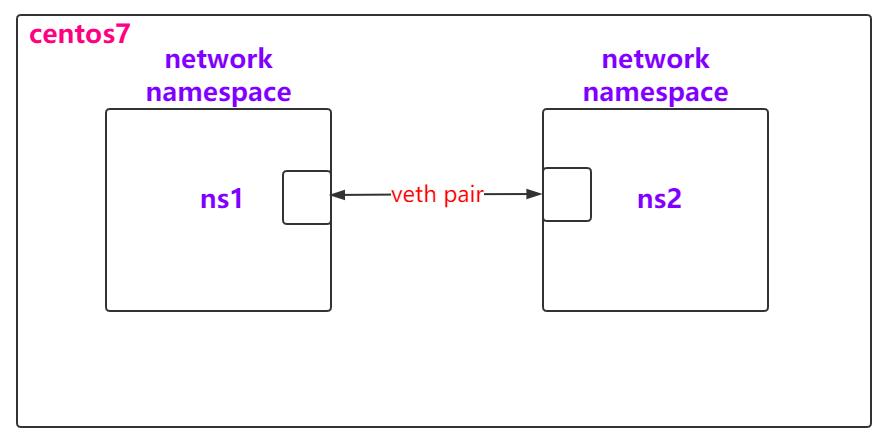 centos7
network
namespace
network
namespace
ns1
veth pair
ns2